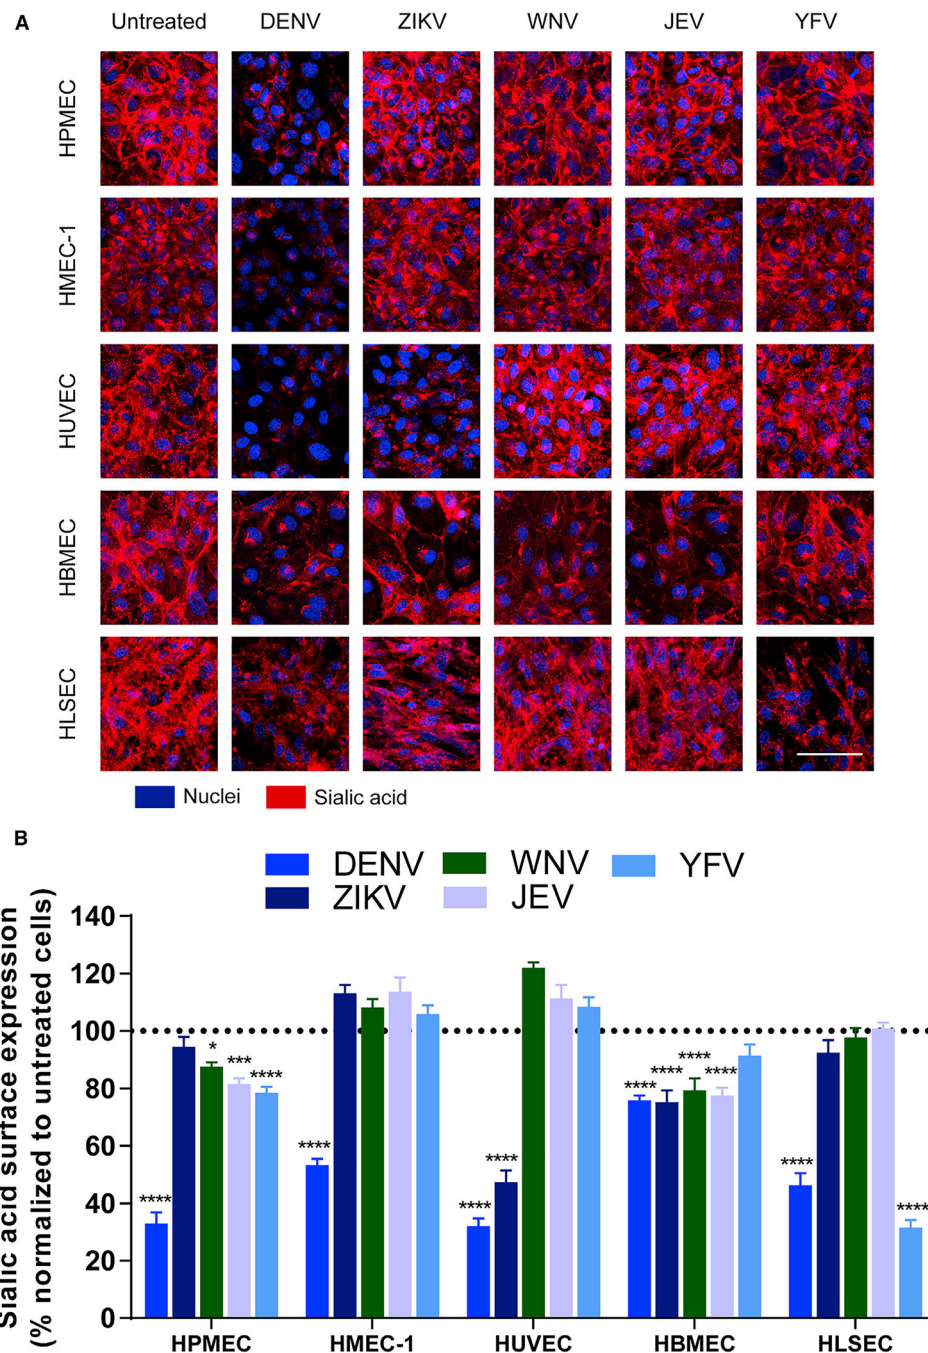 A
Untreated DENV ZIKV WNV JEV YFV
HPMEC
HMEC-1
HUVEC
HBMEC
HLSEC
Nuclei Sialic acid
B
DENV WNV YFV
ZIKV JEV
Sialic acid surface expression
(% normalized to untreated cells)
140
120
100
80
60
40
20
0
**** * *** ****
****
**** ****
**** **** **** ****
**** ****
HPMEC HMEC-1 HUVEC HBMEC HLSEC